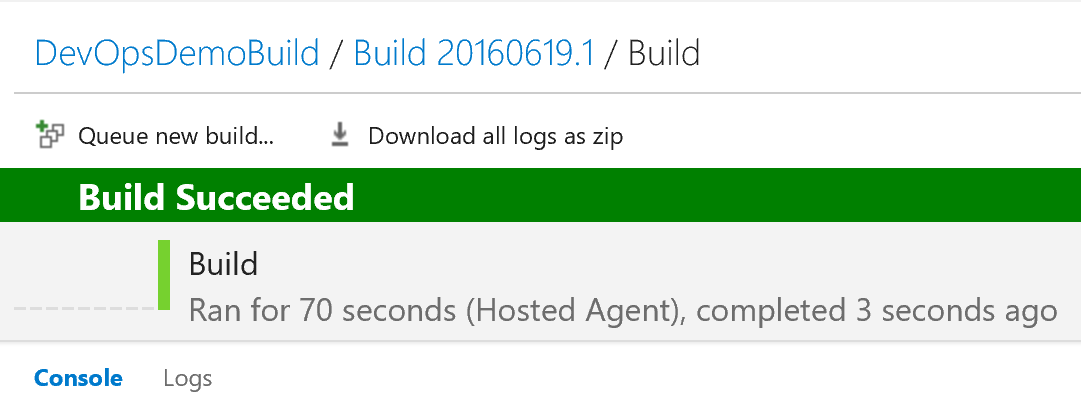 DevOpsDemoBuild / Build 20160619.1 / Build
Queue new build... Download all logs as zip
Build Succeeded
Build
Ran for 70 seconds (Hosted Agent), completed 3 seconds ago
Console Logs